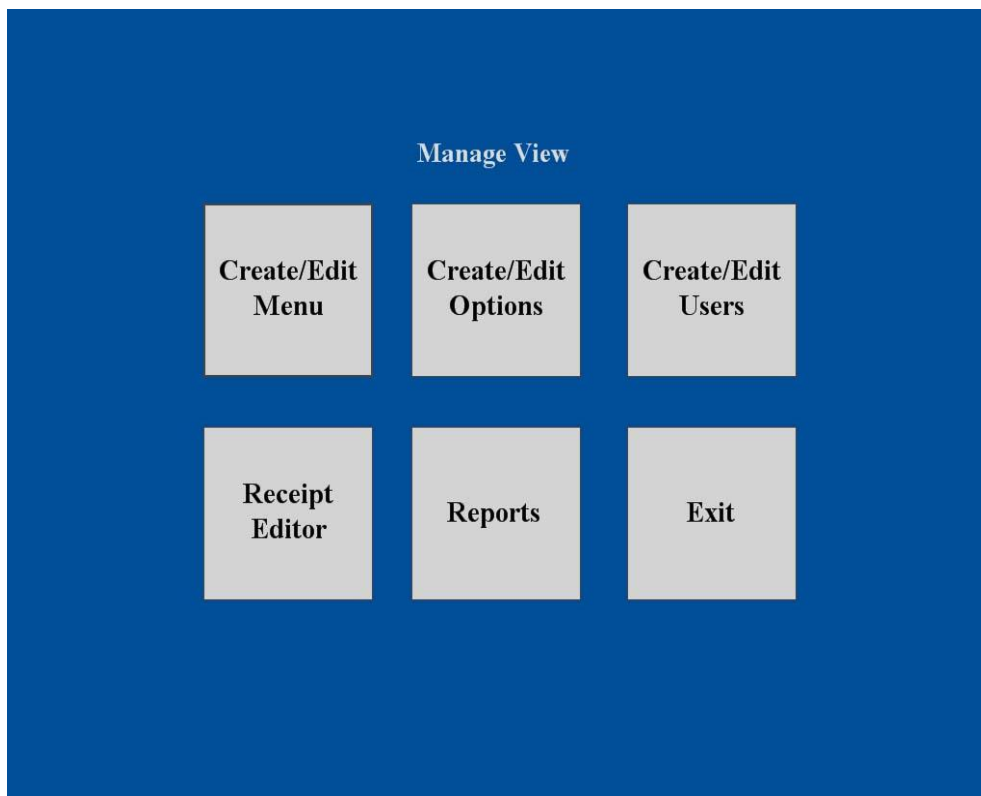 Manage View
Create/Edit
Menu
Create/Edit
Options
Create/Edit
Users
Receipt
Editor
Reports
Exit